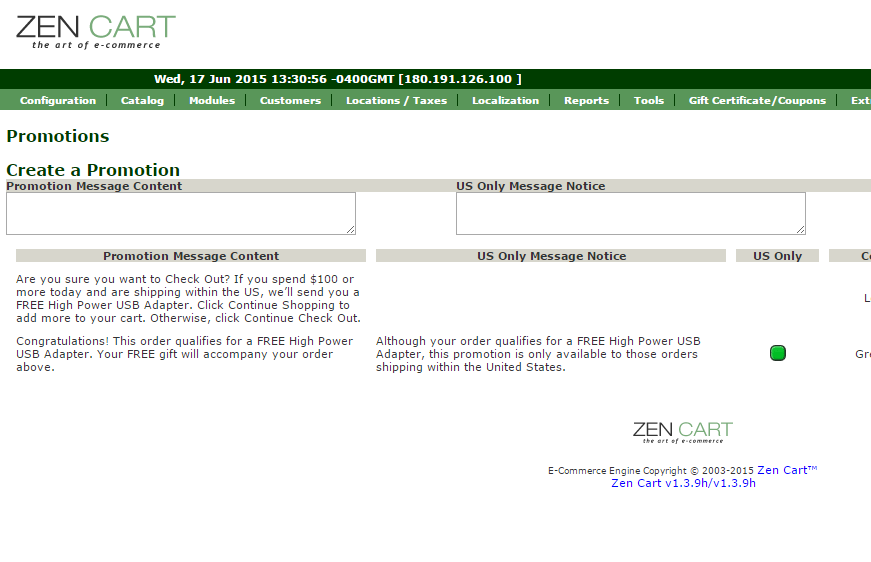 ZEN CART
the art of e-commerce
Wed, 17 Jun 2015 13:30:56 -0400GMT [180.191.126.100 ]
Configuration Catalog Modules Customers Locations / Taxes Localization Reports Tools Gift Certificate/Coupons Ext
Promotions
Create a Promotion
Promotion Message Content US Only Message Notice
Promotion Message Content US Only Message Notice US Only Co
Are you sure you want to Check Out? If you spend $100 or
more today and are shipping within the US, we'll send you a
FREE High Power USB Adapter. Click Continue Shopping to
add more to your cart. Otherwise, click Continue Check Out.
L
Congratulations! This order qualifies for a FREE High Power
USB Adapter. Your FREE gift will accompany your order
above.
Although your order qualifies for a FREE High Power USB
Adapter, this promotion is only available to those orders
shipping within the United States.
Gr
ZEN CART
the art of e-commerce
E-Commerce Engine Copyright © 2003-2015 Zen Cart™
Zen Cart v1.3.9h/v1.3.9h